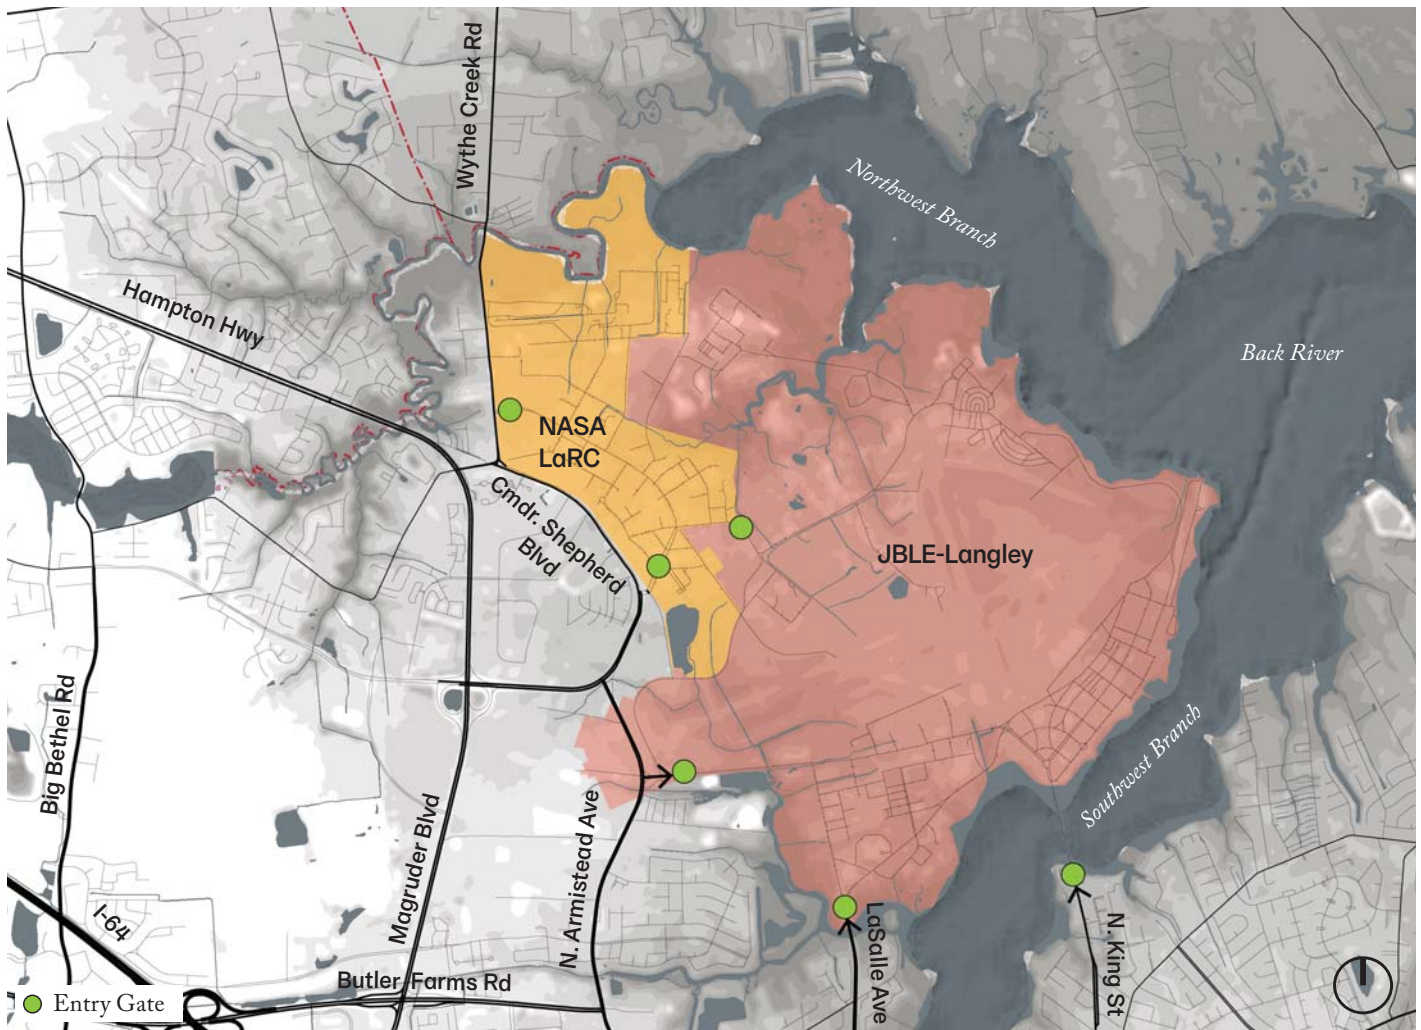 Wythe Creek Rd
Northwest Branch
Hampton Hwy
Back River
NASA
LaRC
Cmdr. Shepherd
Blvd
JBLE-Langley
Big Bethel Rd
Southwest Branch
Magruder Blvd
N. Armistead Ave
I-64
LaSalle Ave
N. King St
Butler Farms Rd
Entry Gate